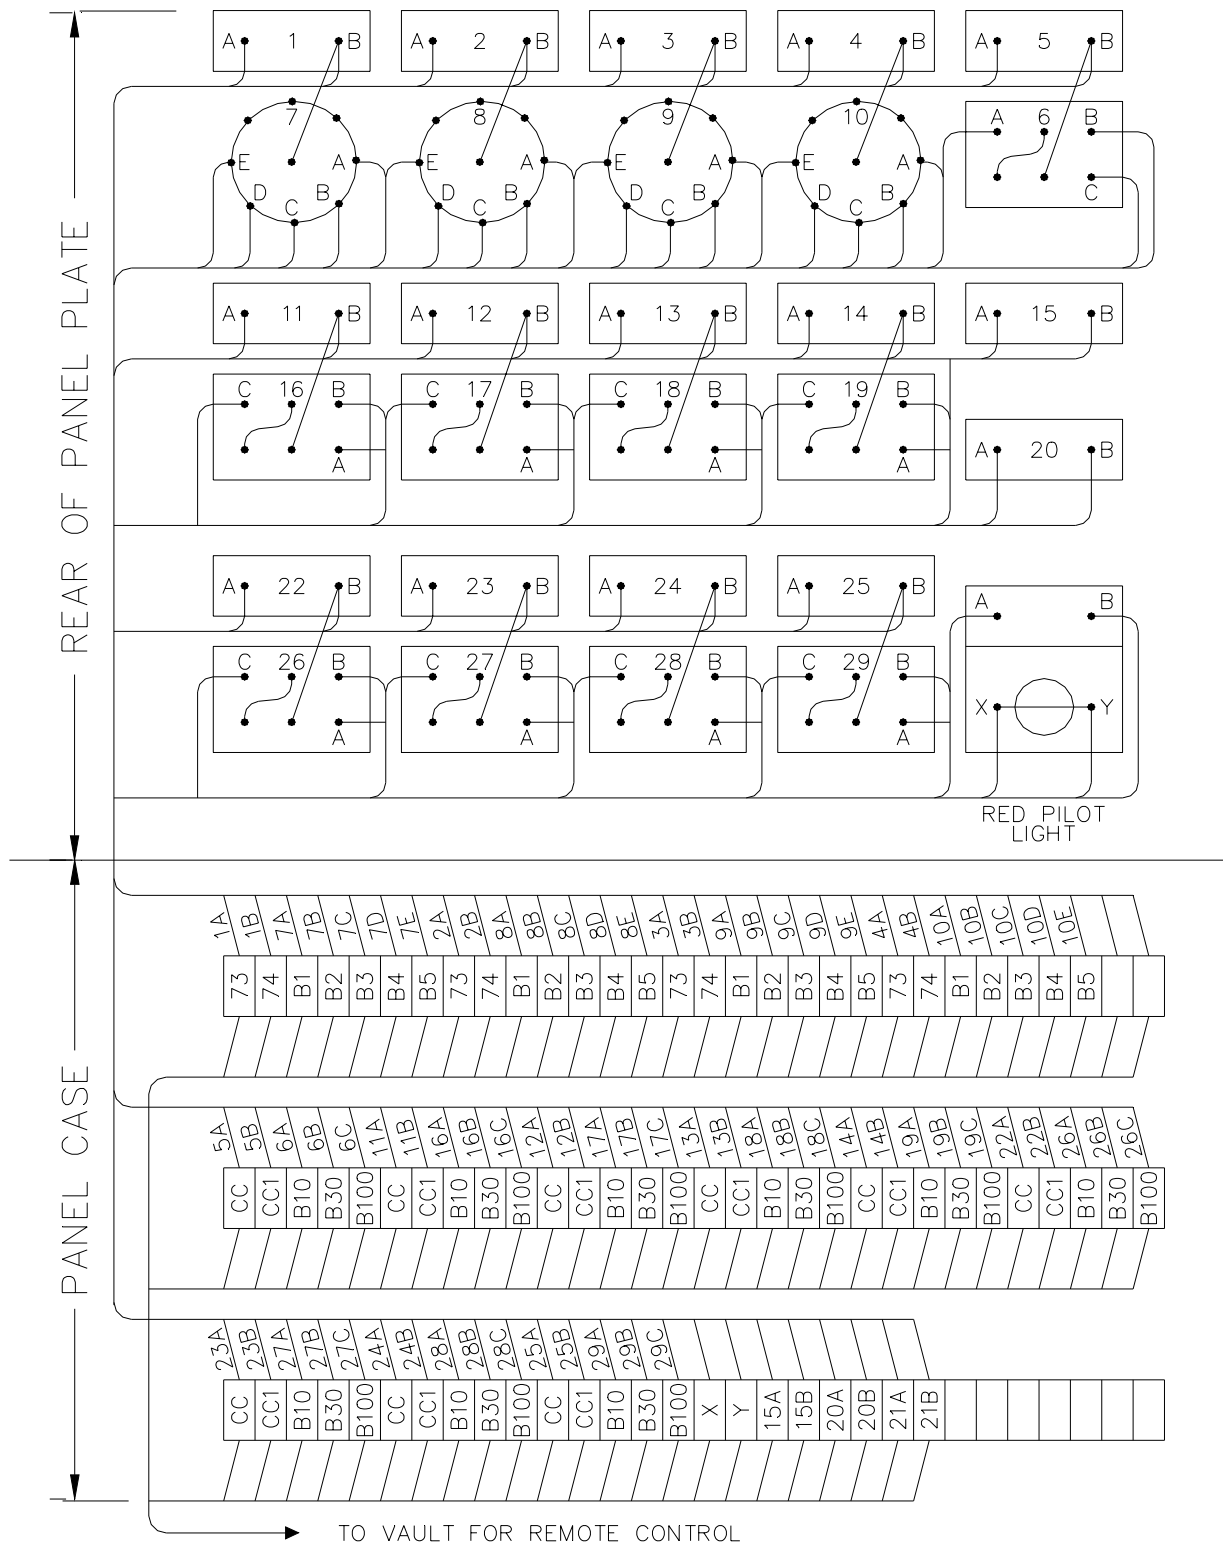 A 1 B A 2 B A 3 B A 4 B A 5 B
7 8 9 10 A 6 B
E A E A E A E A
D B D B D B D B C
C C C C
A 11 B A 12 B A 13 B A 14 B A 15 B
C 16 B C 17 B C 18 B C 19 B
A 20 B
A A A A
A 22 B A 23 B A 24 B A 25 B
A B
C 26 B C 27 B C 28 B C 29 B
X Y
A A A A
RED PILOT
LIGHT
REAR OF PANEL PLATE
PANEL CASE
1A 1B 7A 7B 7C 7D 7E 2A 2B 8A 8B 8C 8D 8E 3A 3B 9A 9B 9C 9D 9E 4A 4B 10A 10B 10C 10D 10E
73 74 B1 B2 B3 B4 B5 73 74 B1 B2 B3 B4 B5 73 74 B1 B2 B3 B4 B5 73 74 B1 B2 B3 B4 B5
5A 5B 6A 6B 6C 11A 11B 16A 16B 16C 12A 12B 17A 17B 17C 13A 13B 18A 18B 18C 14A 14B 19A 19B 19C 22A 22B 26A 26B 26C
CC CC1 B10 B30 B100 CC CC1 B10 B30 B100 CC CC1 B10 B30 B100 CC CC1 B10 B30 B100 CC CC1 B10 B30 B100 CC CC1 B10 B30 B100
23A 23B 27A 27B 27C 24A 24B 28A 28B 28C 25A 25B 29A 29B 29C
CC CC1 B10 B30 B100 CC CC1 B10 B30 B100 CC CC1 B10 B30 B100 X Y 15A 15B 20A 20B 21A 21B
TO VAULT FOR REMOTE CONTROL